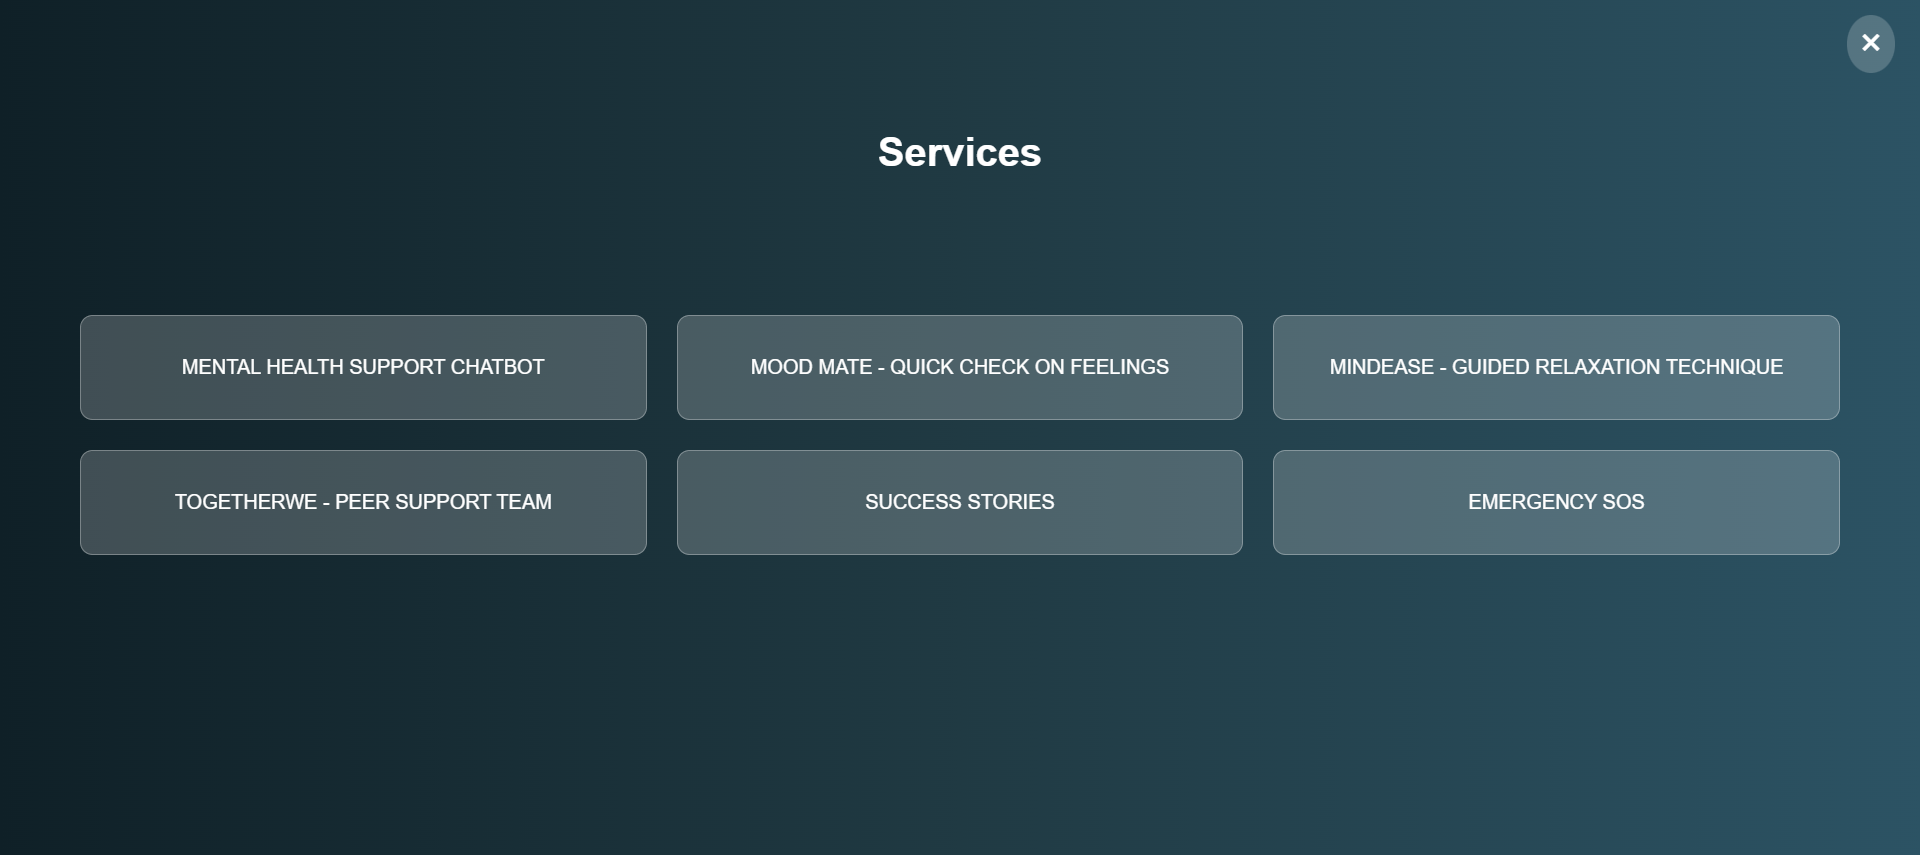 ✕
Services
MENTAL HEALTH SUPPORT CHATBOT
MOOD MATE - QUICK CHECK ON FEELINGS
MINDEASE - GUIDED RELAXATION TECHNIQUE
TOGETHERWE - PEER SUPPORT TEAM
SUCCESS STORIES
EMERGENCY SOS